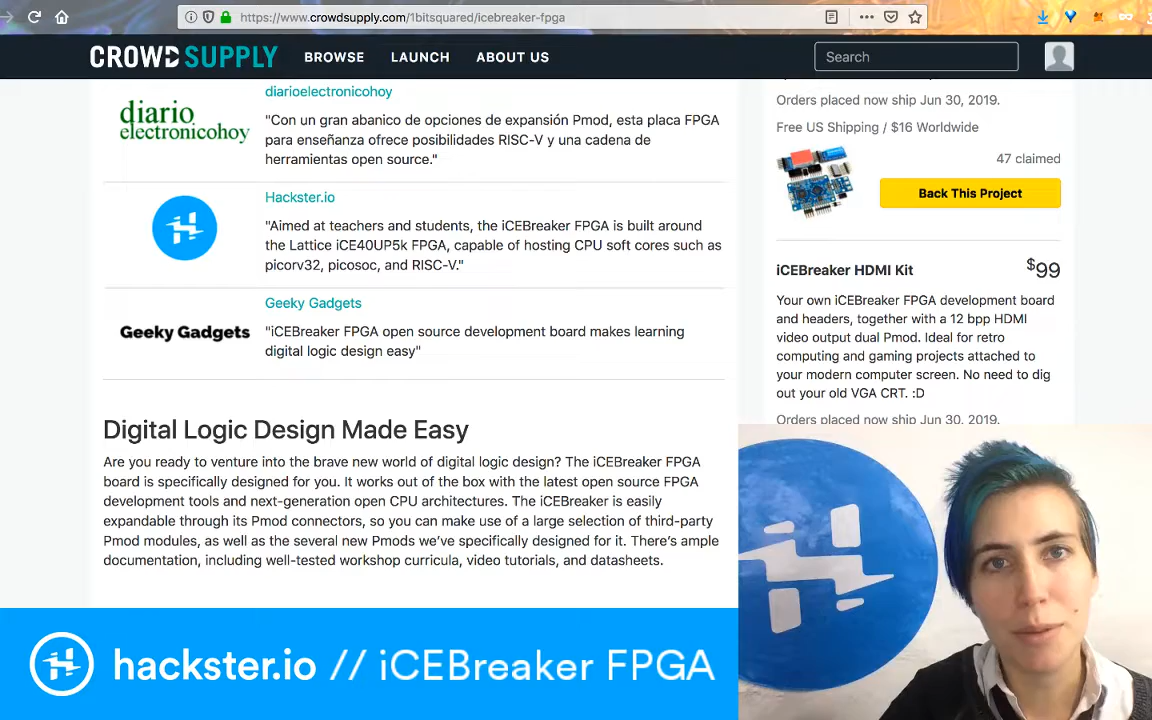 https://www.crowdsupply.com/1bitsquared/icebreaker-fpga
CROWD SUPPLY BROWSE LAUNCH ABOUT US Search
diario
electronicohoy
diarioelectronicohoy
"Con un gran abanico de opciones de expansión Pmod, esta placa FPGA
para enseñanza ofrece posibilidades RISC-V y una cadena de
herramientas open source."
Hackster.io
"Aimed at teachers and students, the iCEBreaker FPGA is built around
the Lattice iCE40UP5k FPGA, capable of hosting CPU soft cores such as
picorv32, picosoc, and RISC-V."
Geeky Gadgets
Geeky Gadgets
"iCEBreaker FPGA open source development board makes learning
digital logic design easy"
Digital Logic Design Made Easy
Are you ready to venture into the brave new world of digital logic design? The iCEBreaker FPGA
board is specifically designed for you. It works out of the box with the latest open source FPGA
development tools and next-generation open CPU architectures. The iCEBreaker is easily
expandable through its Pmod connectors, so you can make use of a large selection of third-party
Pmod modules, as well as the several new Pmods we've specifically designed for it. There's ample
documentation, including well-tested workshop curricula, video tutorials, and datasheets.
Orders placed now ship Jun 30, 2019.
Free US Shipping / $16 Worldwide
47 claimed
Back This Project
iCEBreaker HDMI Kit $99
Your own iCEBreaker FPGA development board
and headers, together with a 12 bpp HDMI
video output dual Pmod. Ideal for retro
computing and gaming projects attached to
your modern computer screen. No need to dig
out your old VGA CRT. :D
Orders placed now ship Jun 30, 2019.
hackster.io // iCEBreaker FPGA